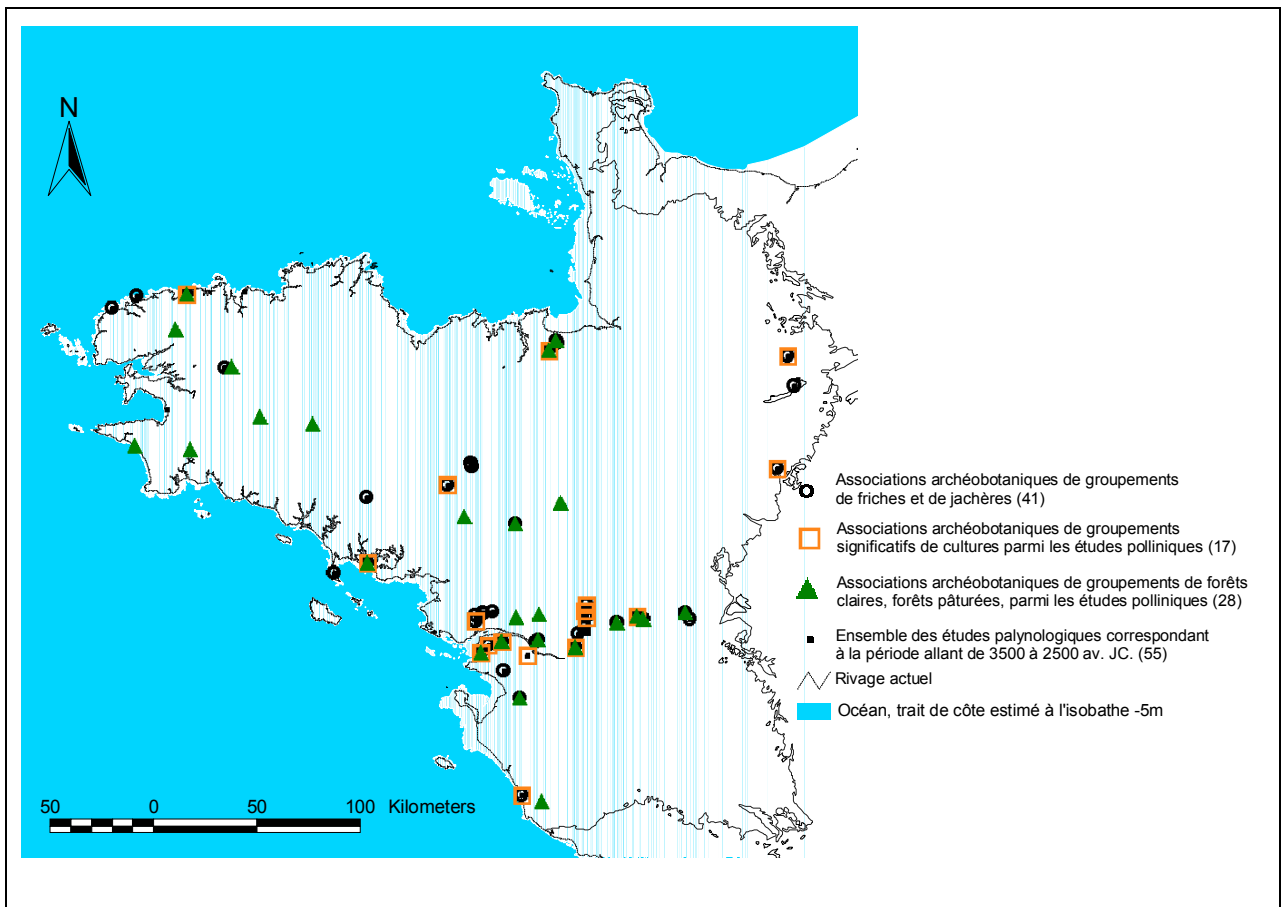 N
Associations archéobotaniques de groupements
de friches et de jachères (41)
Associations archéobotaniques de groupements
significatifs de cultures parmi les études polliniques (17)
Associations archéobotaniques de groupements de forêts
claires, forêts pâturées, parmi les études polliniques (28)
Ensemble des études palynologiques correspondant
à la période allant de 3500 à 2500 av. JC. (55)
Rivage actuel
Océan, trait de côte estimé à l'isobathe -5m
50 0 50 100 Kilometers